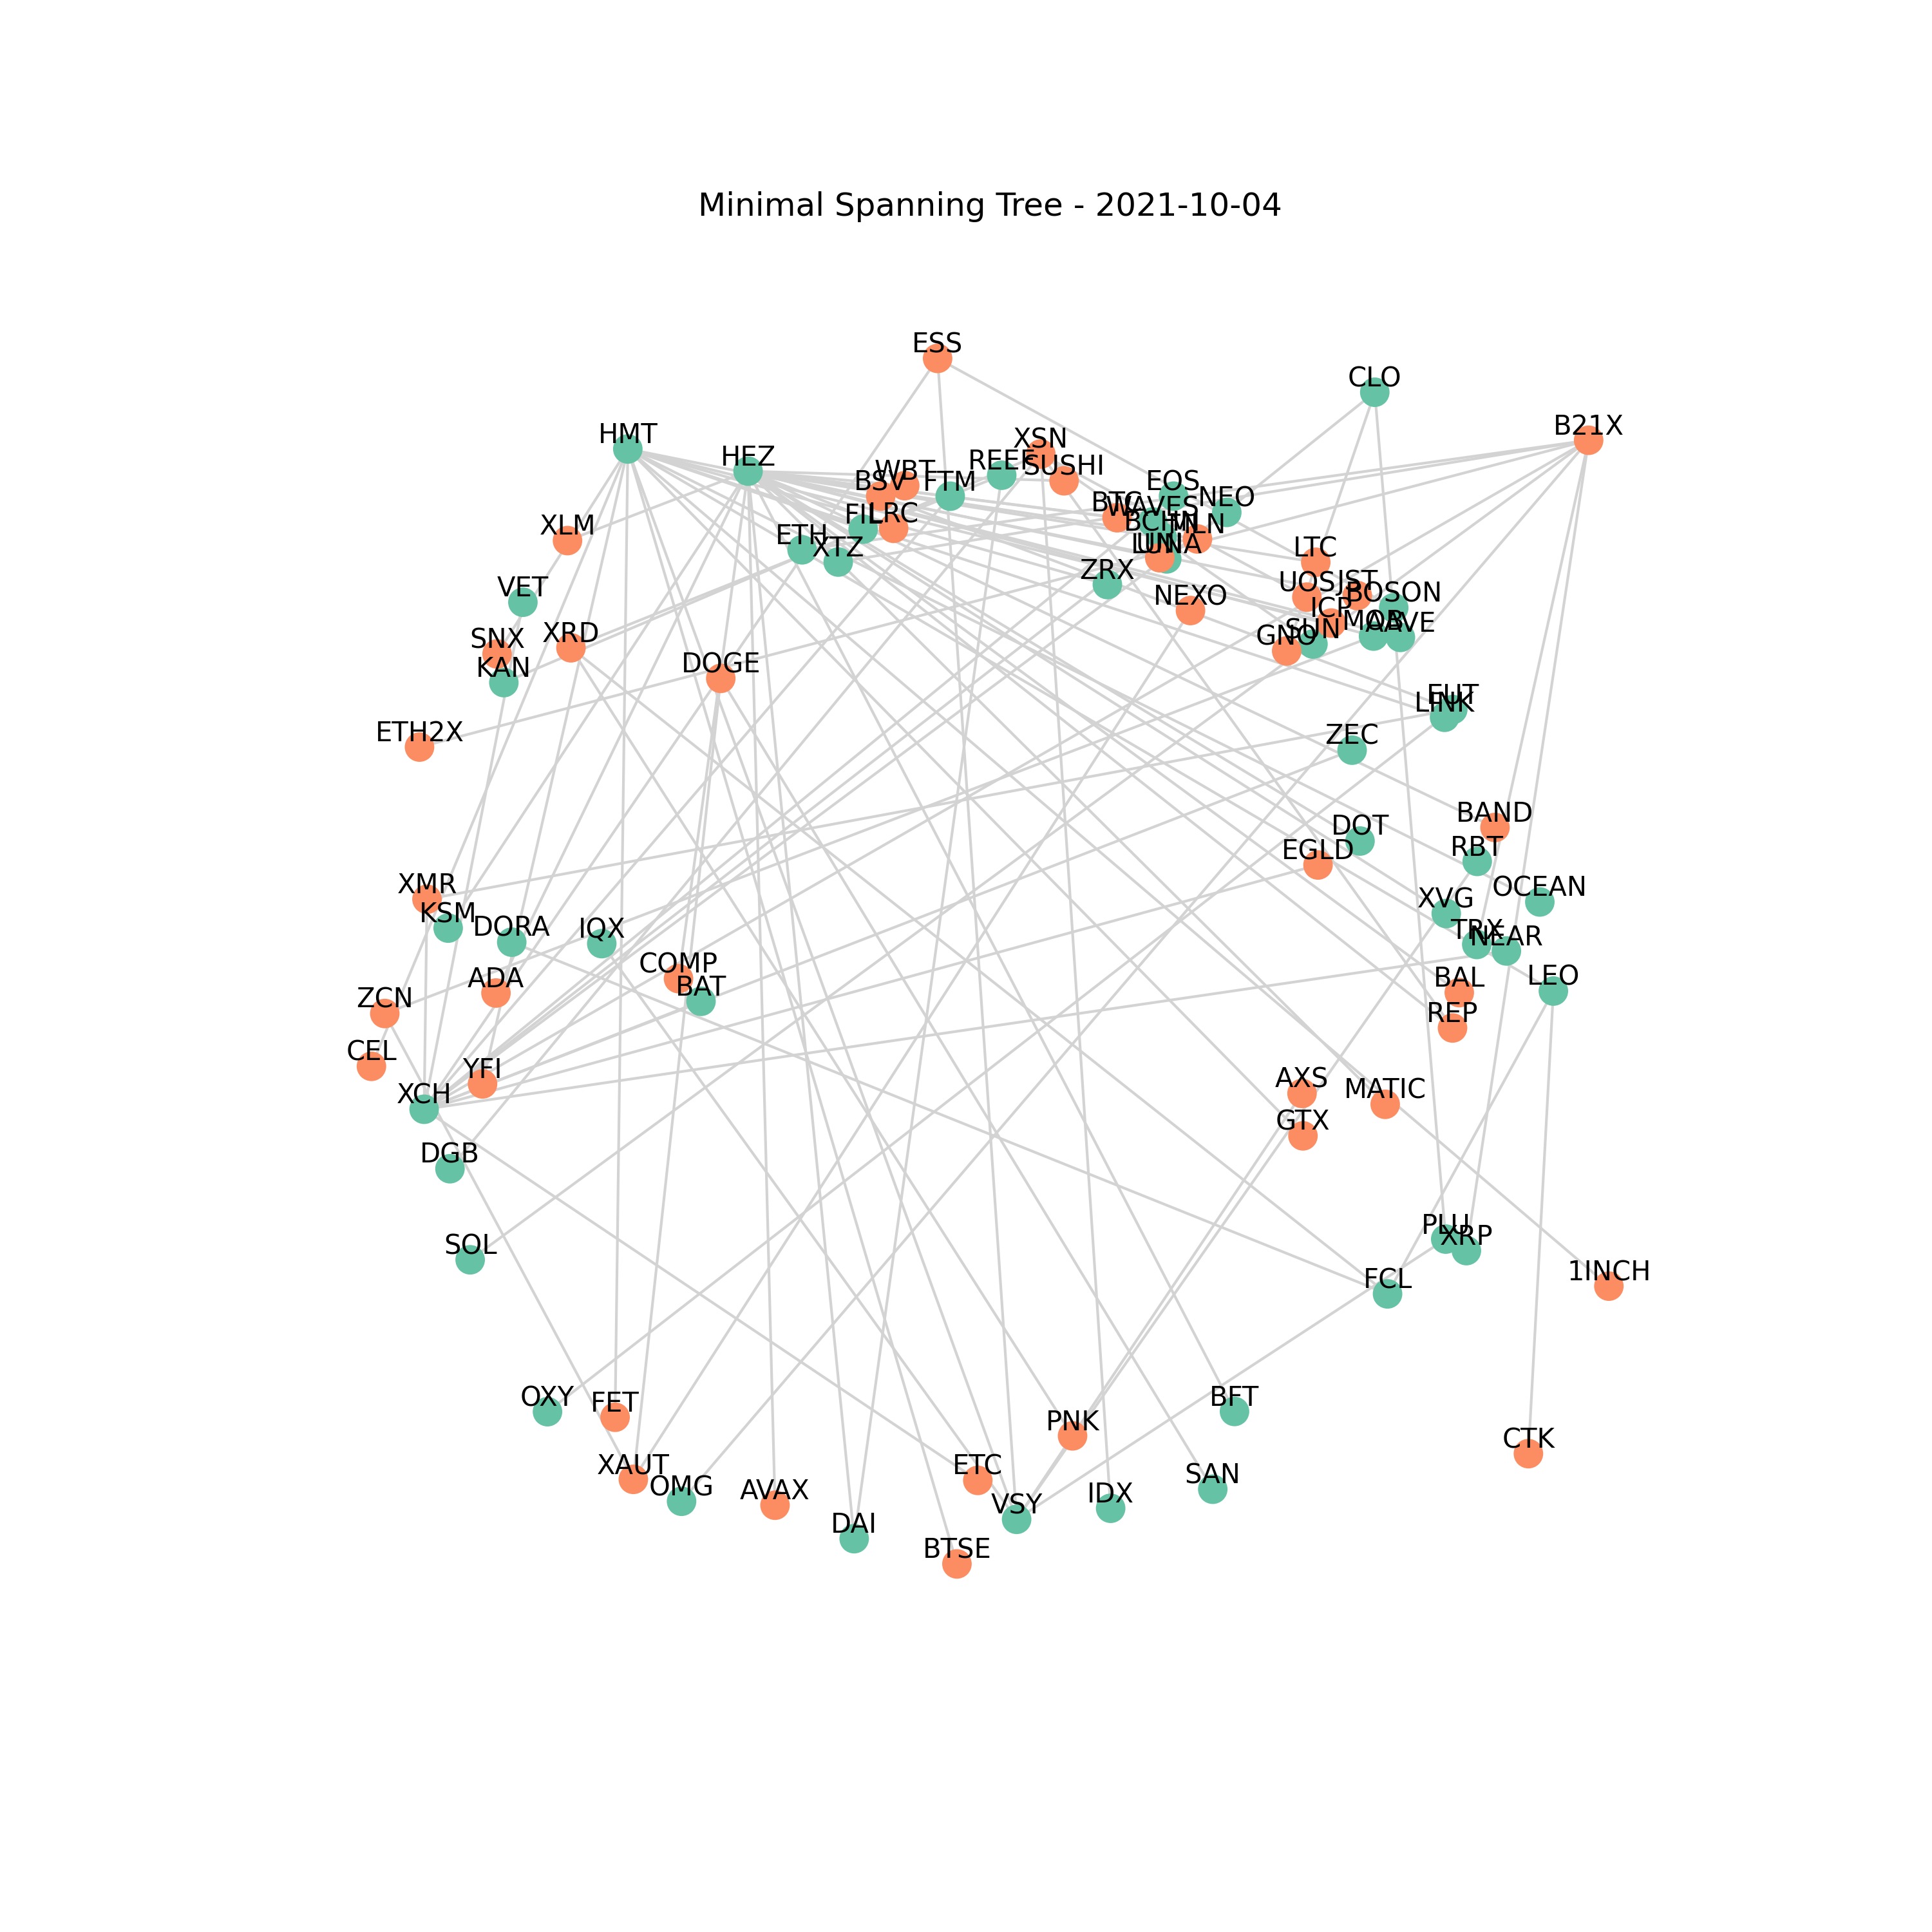 Minimal Spanning Tree - 2021-10-04
ESS
CLO
B21X
HMT
XSN
HEZ
REEF
SUSHI
WBT
BSV
FTM
EOS
NEO
BTC
WAVES
FIL
LRC
XLM
ETH
XTZ
BCHN
MLN
LTC
UNI
LUNA
ZRX
VET
NEXO
UOS
JST
BOSON
ICP
MOB
AAVE
SUN
GNO
SNX
XRD
KAN
DOGE
LINK
ETH2X
ZEC
BAND
DOT
RBT
EGLD
XMR
KSM
DORA
IQX
XVG
OCEAN
TRX
NEAR
COMP
BAT
ADA
ZCN
BAL
LEO
REP
CEL
YFI
XCH
AXS
MATIC
GTX
DGB
SOL
PLU
XRP
FCL
1INCH
OXY
FET
BFT
PNK
CTK
XAUT
OMG
AVAX
ETC
SAN
VSY
IDX
DAI
BTSE